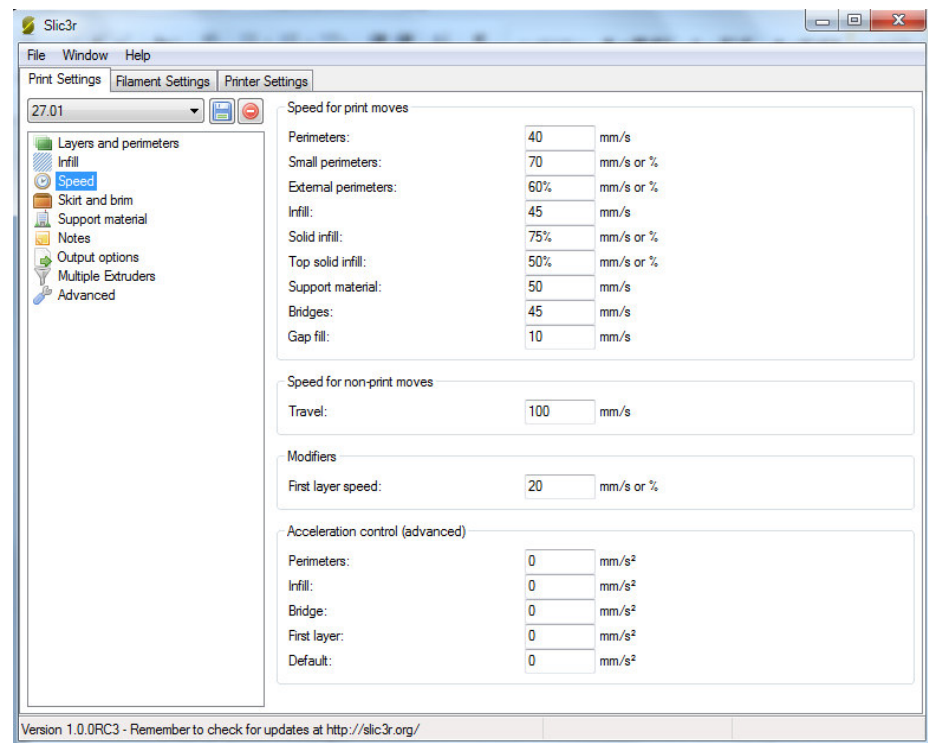 Slic3r
File Window Help
Print Settings Filament Settings Printer Settings
27.01
Layers and perimeters
Infill
Speed
Skirt and brim
Support material
Notes
Output options
Multiple Extruders
Advanced
Speed for print moves
Perimeters: 40 mm/s
Small perimeters: 70 mm/s or %
External perimeters: 60% mm/s or %
Infill: 45 mm/s
Solid infill: 75% mm/s or %
Top solid infill: 50% mm/s or %
Support material: 50 mm/s
Bridges: 45 mm/s
Gap fill: 10 mm/s
Speed for non-print moves
Travel: 100 mm/s
Modifiers
First layer speed: 20 mm/s or %
Acceleration control (advanced)
Perimeters: 0 mm/s²
Infill: 0 mm/s²
Bridge: 0 mm/s²
First layer: 0 mm/s²
Default: 0 mm/s²
Version 1.0.0RC3 - Remember to check for updates at http://slic3r.org/